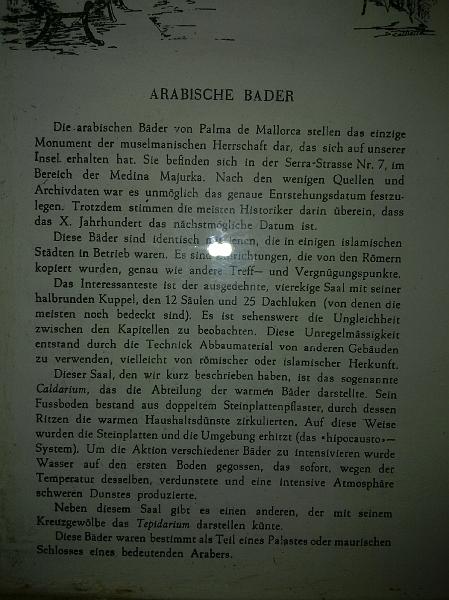 ARABISCHE BADER
Die arabischen Bäder von Palma de Mallorca stellen das einzige
Monument der muselmanischen Herrschaft dar, das sich auf unserer
Insel erhalten hat. Sie befinden sich in der Serra-Strasse Nr. 7, im
Bereich der Medina Majurka. Nach den wenigen Quellen und
Archivdaten war es unmöglich das genaue Entstehungsdatum festzu-
legen. Trotzdem stimmen die meisten Historiker darin überein, dass
das X. Jahrhundert das nächstmögliche Datum ist.
Diese Bäder sind identisch mit jenen, die in einigen islamischen
Städten in Betrieb waren. Es sind Einrichtungen, die von den Römern
kopiert wurden, genau wie andere Treff- und Vergnügungspunkte.
Das Interessanteste ist der ausgedehnte, vierekige Saal mit seiner
halbrunden Kuppel, den 12 Säulen und 25 Dachluken (von denen die
meisten noch bedeckt sind). Es ist sehenswert die Ungleichheit
zwischen den Kapitellen zu beobachten. Diese Unregelmässigkeit
entstand durch die Technick Abbaumaterial von anderen Gebäuden
zu verwenden, vielleicht von römischer oder islamischer Herkunft.
Dieser Saal, den wir kurz beschrieben haben, ist das sogenannte
Caldarium, das die Abteilung der warmen Bäder darstellte. Sein
Fussboden bestand aus doppeltem Steinplattenpflaster, durch dessen
Ritzen die warmen Haushaltsdünste zirkulierten. Auf diese Weise
wurden die Steinplatten und die Umgebung erhitzt (das «hipocausto»-
System). Um die Aktion verschiedener Bäder zu intensivieren wurde
Wasser auf den ersten Boden gegossen, das sofort, wegen der
Temperatur desselben, verdunstete und eine intensive Atmosphäre
schweren Dunstes produzierte.
Neben diesem Saal gibt es einen anderen, der mit seinem
Kreuzgewölbe das Tepidarium darstellen könte.
Diese Bäder waren bestimmt als Teil eines Palastes oder maurischen
Schlosses eines bedeutenden Arabers.